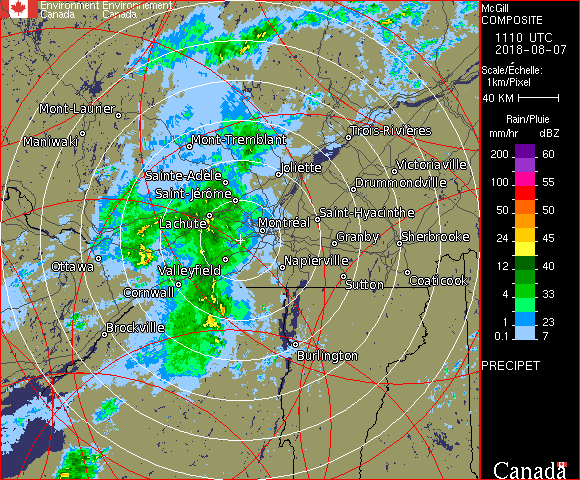 Environment Environnement
Canada Canada
McGill
COMPOSITE
1110 UTC
2018-08-07
Scale/Échelle:
1km/Pixel
40 KM
Rain/Pluie
mm/hr dBZ
200 60
100 55
50 50
24 45
12 40
4 33
2 23
0.1 7
PRECIPET
Canada
Mont-Laurier
Maniwaki
Mont-Tremblant
Trois-Rivières
Joliette
Victoriaville
Sainte-Adèle
Drummondville
Saint-Jérôme
Saint-Hyacinthe
Lachute
Montréal
Granby
Sherbrooke
Ottawa
Valleyfield
Napierville
Coaticook
Sutton
Cornwall
Brockville
Burlington